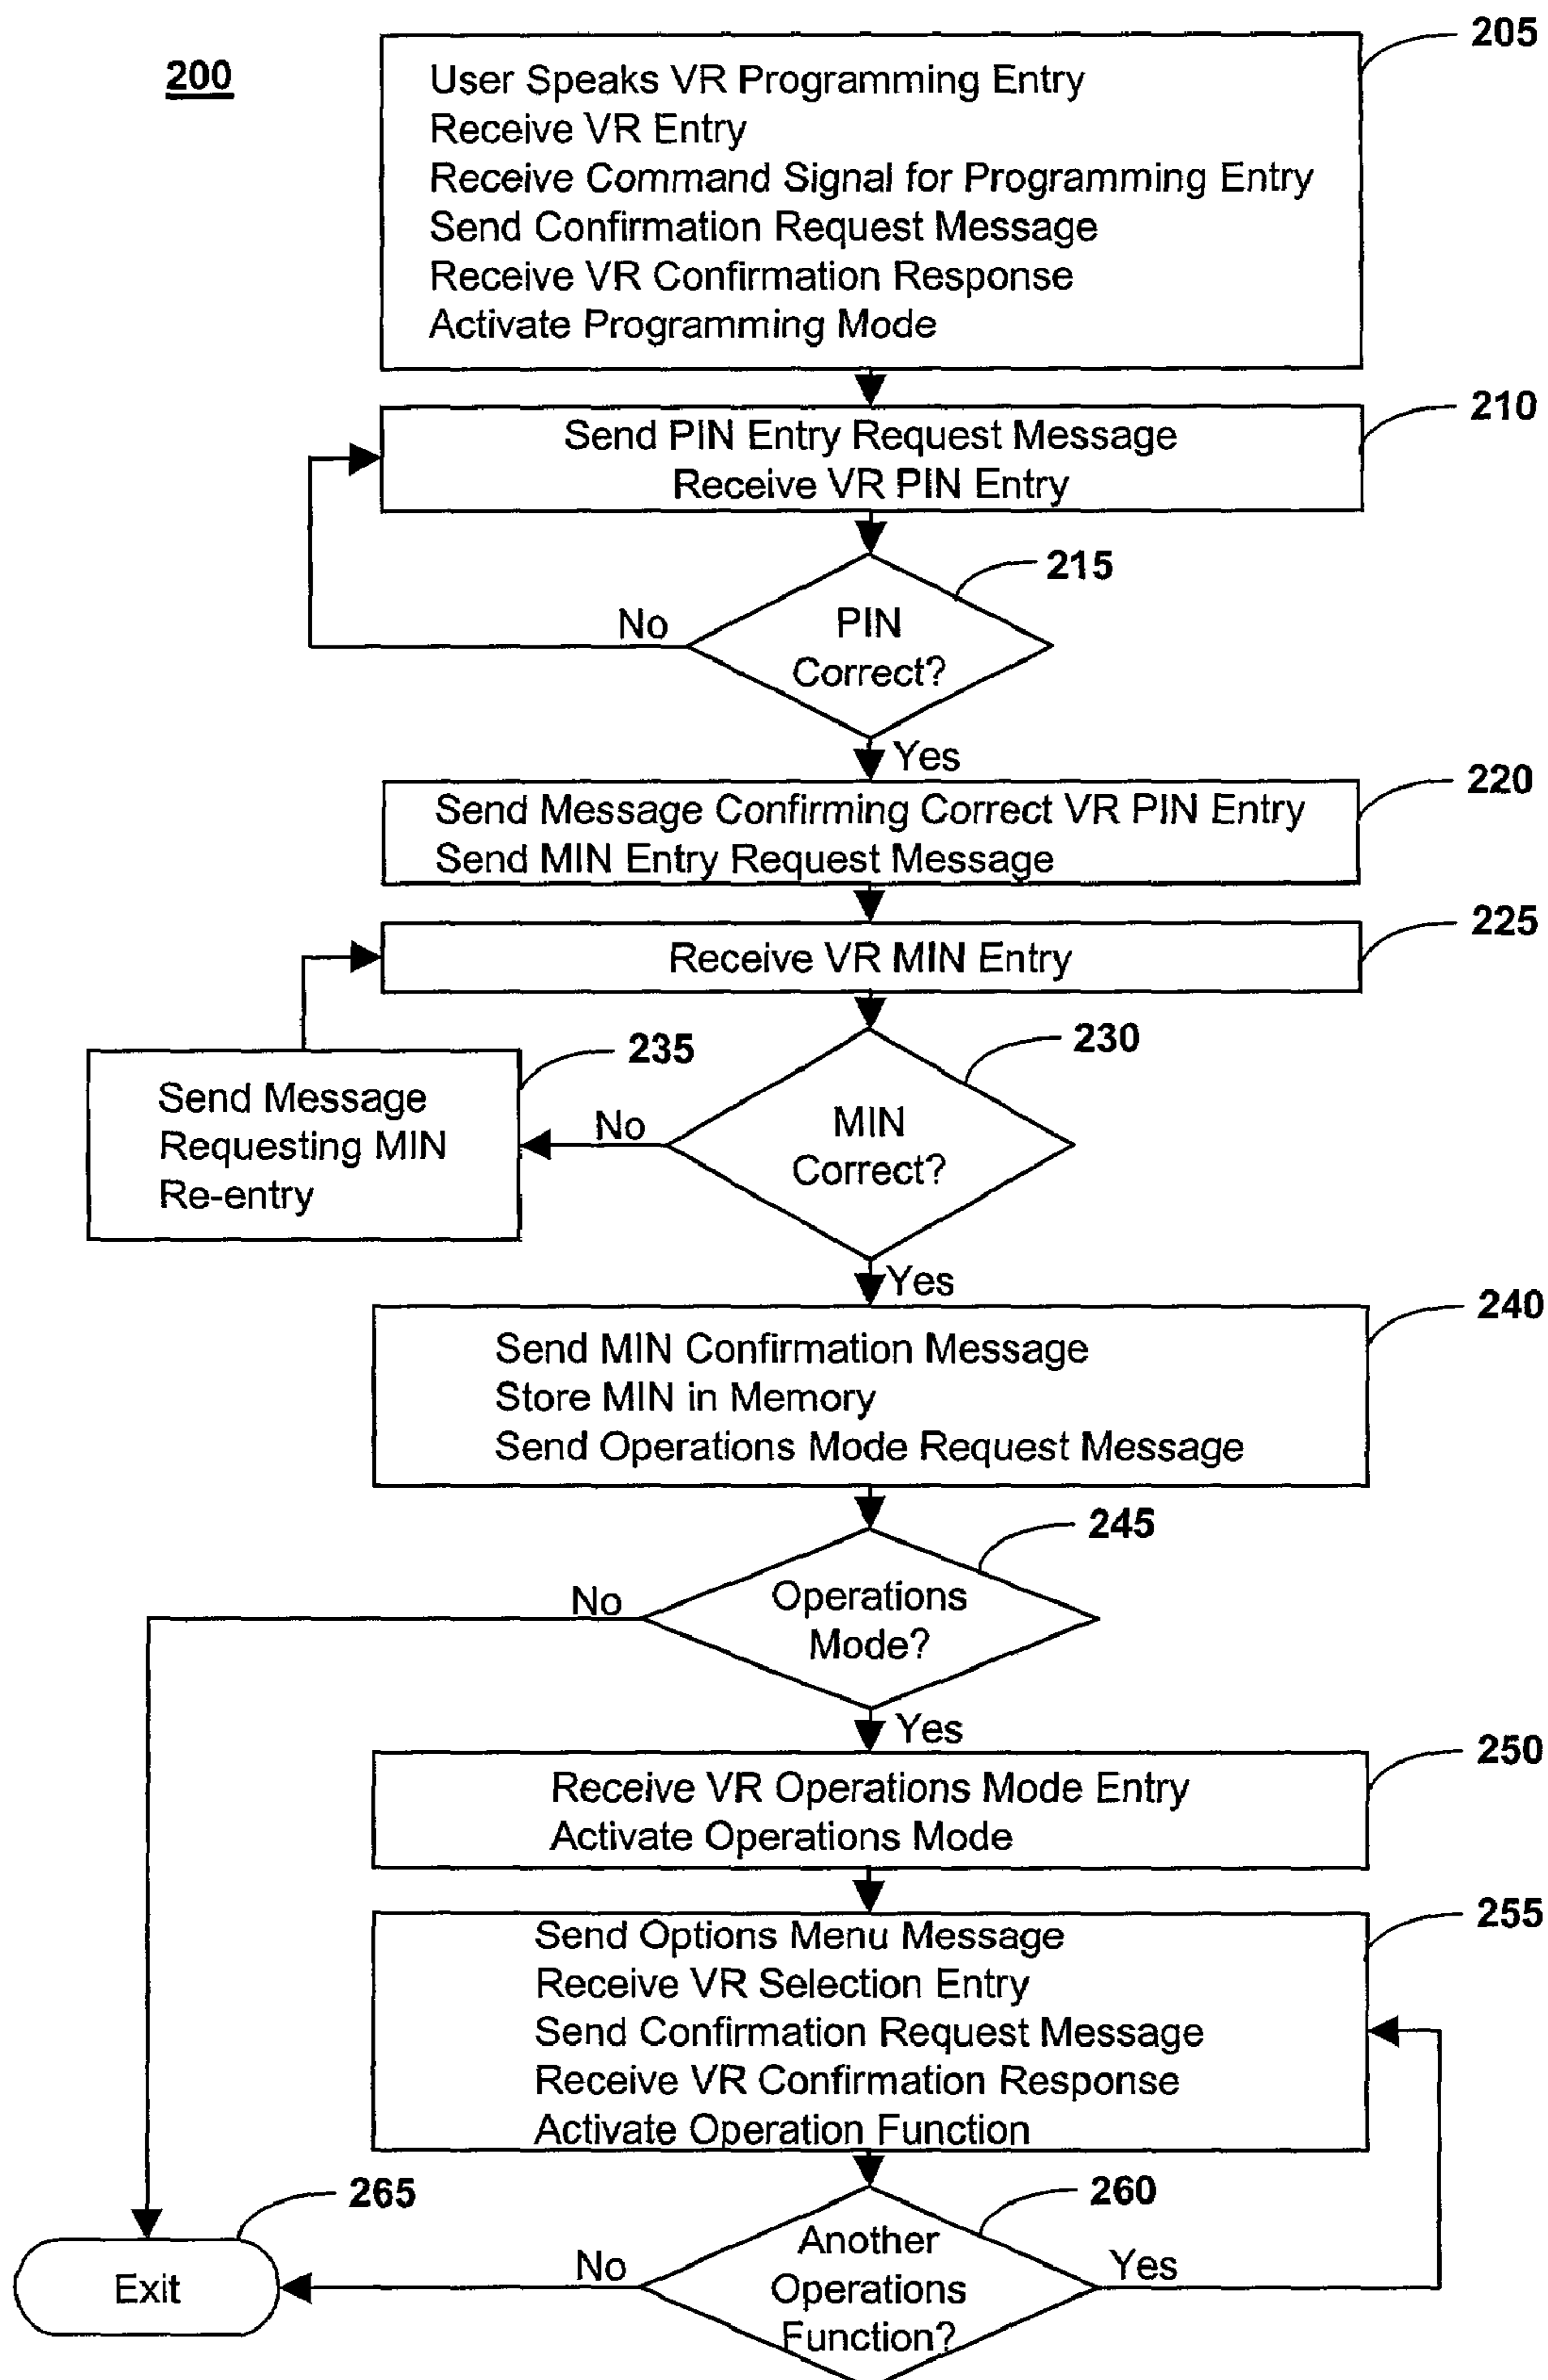 200
205
User Speaks VR Programming Entry
Receive VR Entry
Receive Command Signal for Programming Entry
Send Confirmation Request Message
Receive VR Confirmation Response
Activate Programming Mode
210
Send PIN Entry Request Message
Receive VR PIN Entry
215
PIN
Correct?
No
Yes
220
Send Message Confirming Correct VR PIN Entry
Send MIN Entry Request Message
225
Receive VR MIN Entry
230
MIN
Correct?
No
235
Send Message
Requesting MIN
Re-entry
Yes
240
Send MIN Confirmation Message
Store MIN in Memory
Send Operations Mode Request Message
245
Operations
Mode?
No
Yes
250
Receive VR Operations Mode Entry
Activate Operations Mode
255
Send Options Menu Message
Receive VR Selection Entry
Send Confirmation Request Message
Receive VR Confirmation Response
Activate Operation Function
260
Another
Operations
Function?
Yes
No
265
Exit